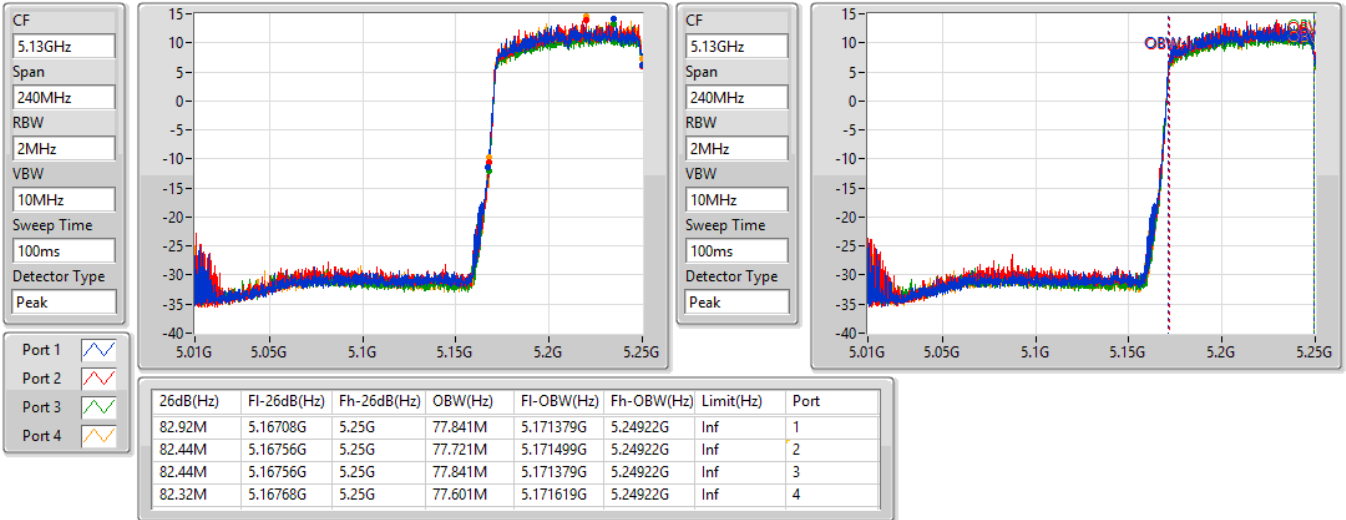 CF
5.13GHz
Span
240MHz
RBW
2MHz
VBW
10MHz
Sweep Time
100ms
Detector Type
Peak
15
10
5
0
-5
-10
-15
-20
-25
-30
-35
-40
5.01G 5.05G 5.1G 5.15G 5.2G 5.25G
CF
5.13GHz
Span
240MHz
RBW
2MHz
VBW
10MHz
Sweep Time
100ms
Detector Type
Peak
15
10
5
0
-5
-10
-15
-20
-25
-30
-35
-40
OBW
5.01G 5.05G 5.1G 5.15G 5.2G 5.25G
Port 1
Port 2
Port 3
Port 4
26dB(Hz) Fl-26dB(Hz) Fh-26dB(Hz) OBW(Hz) Fl-OBW(Hz) Fh-OBW(Hz) Limit(Hz) Port
82.92M 5.16708G 5.25G 77.841M 5.171379G 5.24922G Inf 1
82.44M 5.16756G 5.25G 77.721M 5.171499G 5.24922G Inf 2
82.44M 5.16756G 5.25G 77.841M 5.171379G 5.24922G Inf 3
82.32M 5.16768G 5.25G 77.601M 5.171619G 5.24922G Inf 4